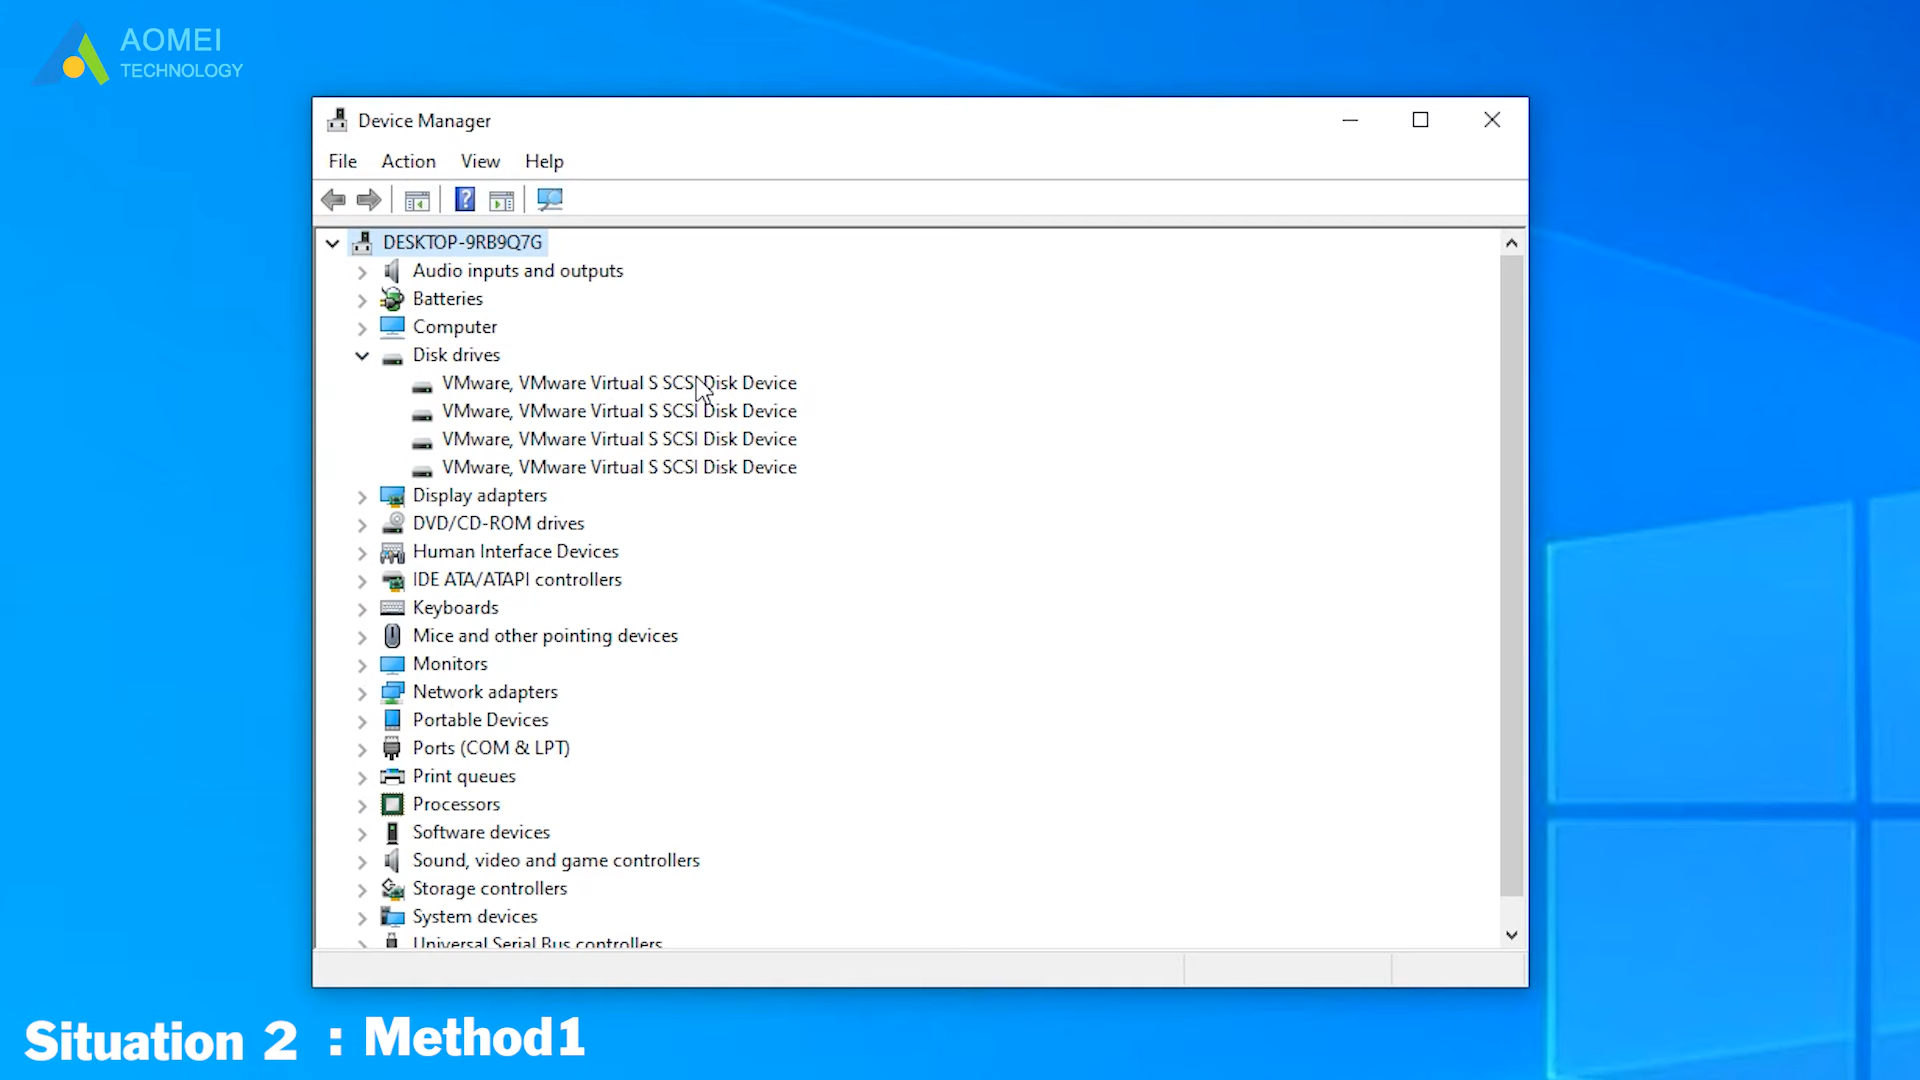 AOMEI
TECHNOLOGY
Device Manager
File Action View Help
DESKTOP-9RB9Q7G
Audio inputs and outputs
Batteries
Computer
Disk drives
VMware, VMware Virtual S SCSI Disk Device
VMware, VMware Virtual S SCSI Disk Device
VMware, VMware Virtual S SCSI Disk Device
VMware, VMware Virtual S SCSI Disk Device
Display adapters
DVD/CD-ROM drives
Human Interface Devices
IDE ATA/ATAPI controllers
Keyboards
Mice and other pointing devices
Monitors
Network adapters
Portable Devices
Ports (COM & LPT)
Print queues
Processors
Software devices
Sound, video and game controllers
Storage controllers
System devices
Universal Serial Bus controllers
Situation 2 : Method1